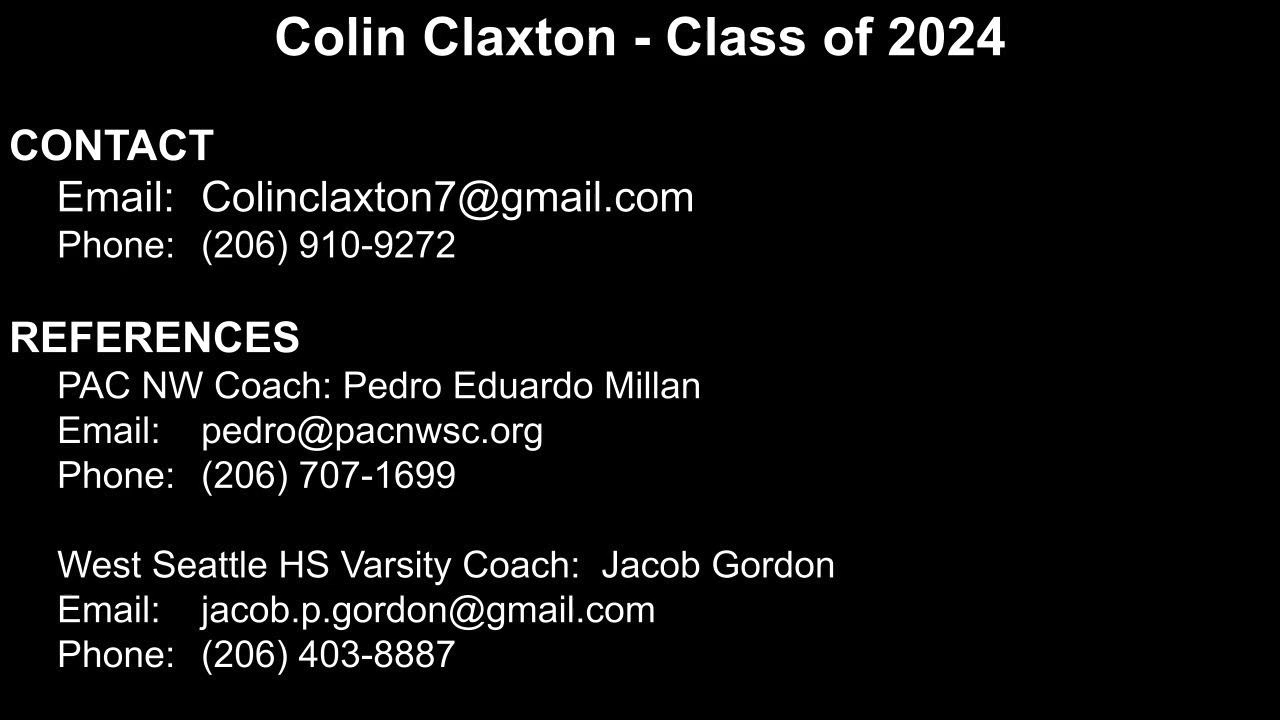 Colin Claxton - Class of 2024
CONTACT
Email: Colinclaxton7@gmail.com
Phone: (206) 910-9272
REFERENCES
PAC NW Coach: Pedro Eduardo Millan
Email: pedro@pacnwsc.org
Phone: (206) 707-1699
West Seattle HS Varsity Coach: Jacob Gordon
Email: jacob.p.gordon@gmail.com
Phone: (206) 403-8887